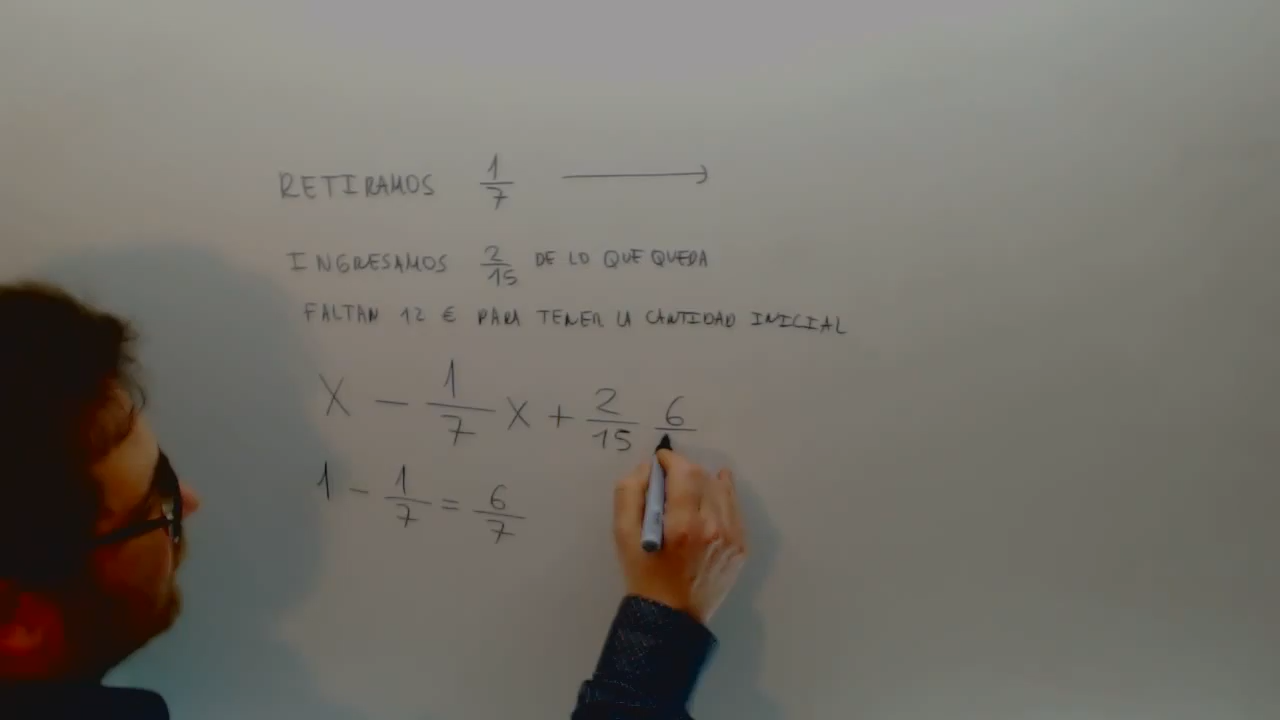 RETIRAMOS 1/7 →
INGRESAMOS 2/15 DE LO QUE QUEDA
FALTAN 12 € PARA TENER LA CANTIDAD INICIAL
X - 1/7 X + 2/15 6/
1 - 1/7 = 6/7